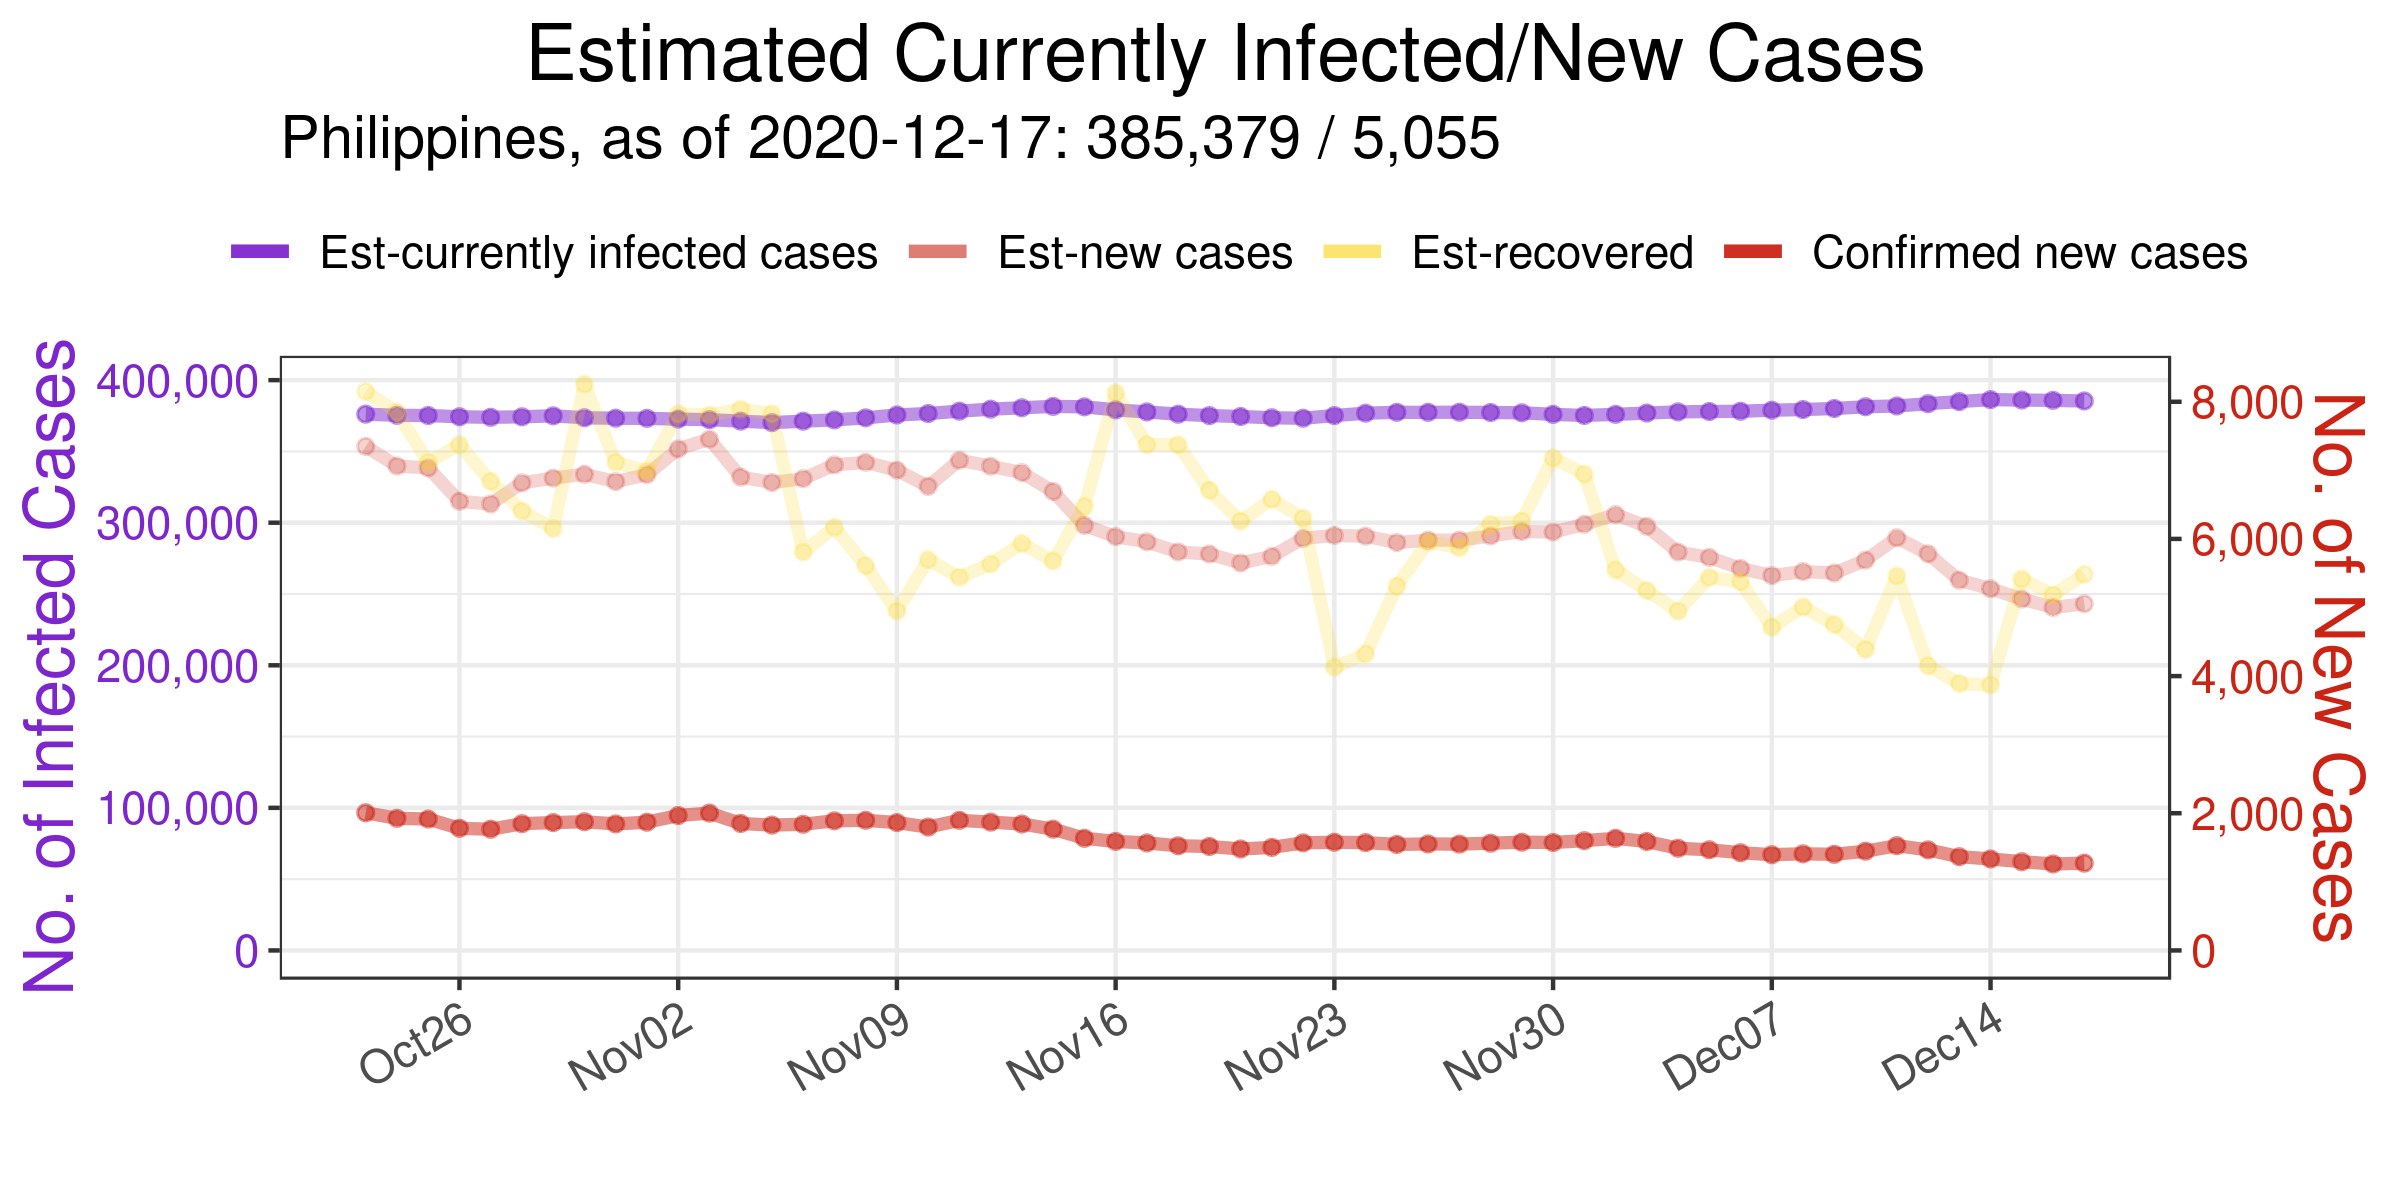 Estimated Currently Infected/New Cases
Philippines, as of 2020-12-17: 385,379 / 5,055
Est-currently infected cases Est-new cases Est-recovered Confirmed new cases
No. of Infected Cases
400,000
300,000
200,000
100,000
0
8,000
6,000
4,000
2,000
0
No. of New Cases
Oct26 Nov02 Nov09 Nov16 Nov23 Nov30 Dec07 Dec14